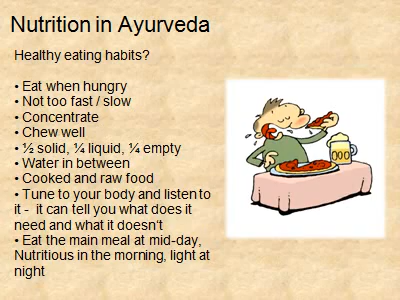 Nutrition in Ayurveda
Healthy eating habits?
• Eat when hungry
• Not too fast / slow
• Concentrate
• Chew well
• ½ solid, ¼ liquid, ¼ empty
• Water in between
• Cooked and raw food
• Tune to your body and listen to
it - it can tell you what does it
need and what it doesn't
• Eat the main meal at mid-day,
Nutritious in the morning, light at
night